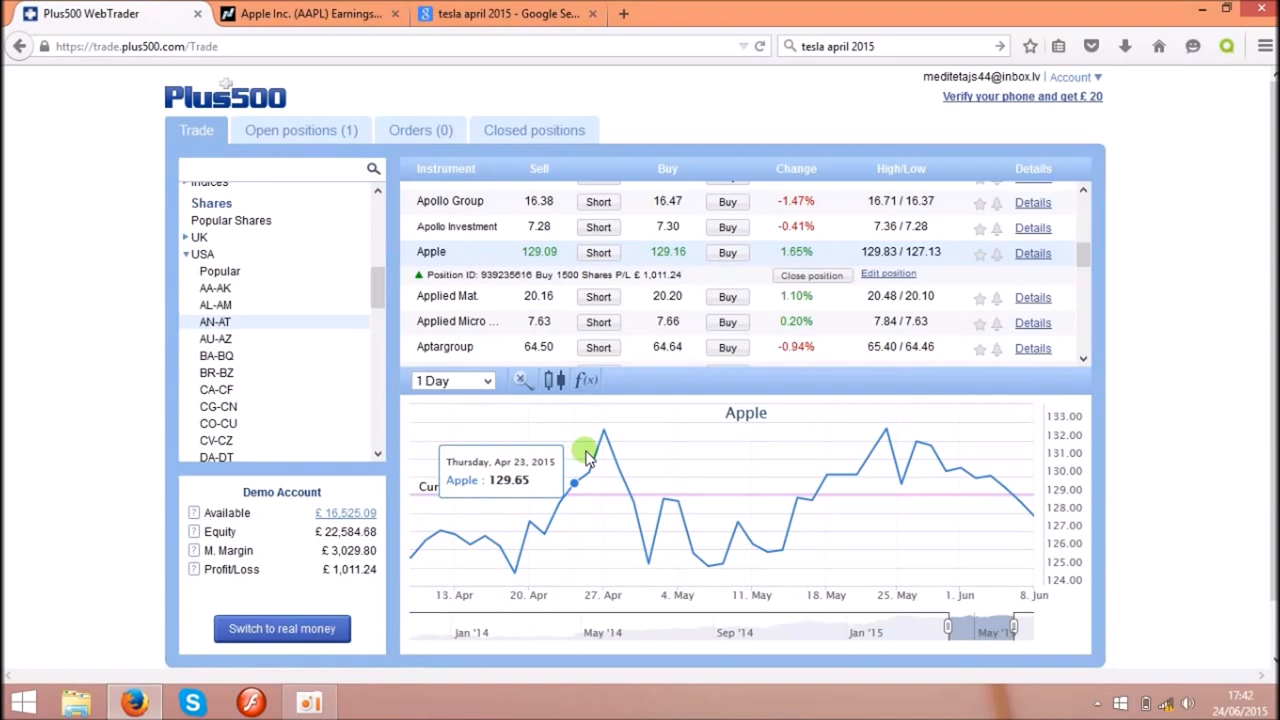 Plus500 WebTrader
Apple Inc. (AAPL) Earnings...
tesla april 2015 - Google Se...
https://trade.plus500.com/Trade
tesla april 2015
meditetajs44@inbox.lv | Account
Plus500
Verify your phone and get £ 20
Trade Open positions (1) Orders (0) Closed positions
Instrument Sell Buy Change High/Low Details
Indices
Shares
Popular Shares
UK
USA
Popular
AA-AK
AL-AM
AN-AT
AU-AZ
BA-BQ
BR-BZ
CA-CF
CG-CN
CO-CU
CV-CZ
DA-DT
Apollo Group 16.38 Short 16.47 Buy -1.47% 16.71 / 16.37 Details
Apollo Investment 7.28 Short 7.30 Buy -0.41% 7.36 / 7.28 Details
Apple 129.09 Short 129.16 Buy 1.65% 129.83 / 127.13 Details
Position ID: 939235616 Buy 1500 Shares P/L £ 1,011.24 Close position Edit position
Applied Mat. 20.16 Short 20.20 Buy 1.10% 20.48 / 20.10 Details
Applied Micro ... 7.63 Short 7.66 Buy 0.20% 7.84 / 7.63 Details
Aptargroup 64.50 Short 64.64 Buy -0.94% 65.40 / 64.46 Details
1 Day f(x)
Apple
Thursday, Apr 23, 2015
Apple : 129.65
Cur
133.00
132.00
131.00
130.00
129.00
128.00
127.00
126.00
125.00
124.00
13. Apr 20. Apr 27. Apr 4. May 11. May 18. May 25. May 1. Jun 8. Jun
Jan '14 May '14 Sep '14 Jan '15 May '15
Demo Account
? Available £ 16,525.09
? Equity £ 22,584.68
? M. Margin £ 3,029.80
? Profit/Loss £ 1,011.24
Switch to real money
17:42
24/06/2015